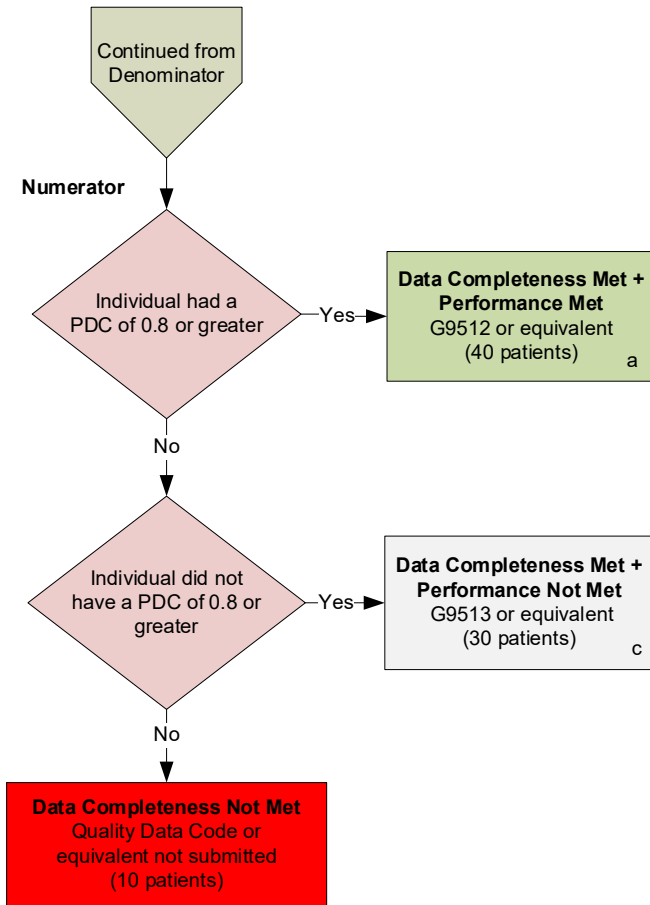 Continued from
Denominator
Numerator
Individual had a
PDC of 0.8 or greater
Yes
Data Completeness Met +
Performance Met
G9512 or equivalent
(40 patients)
a
No
Individual did not
have a PDC of 0.8 or
greater
Yes
Data Completeness Met +
Performance Not Met
G9513 or equivalent
(30 patients)
c
No
Data Completeness Not Met
Quality Data Code or
equivalent not submitted
(10 patients)